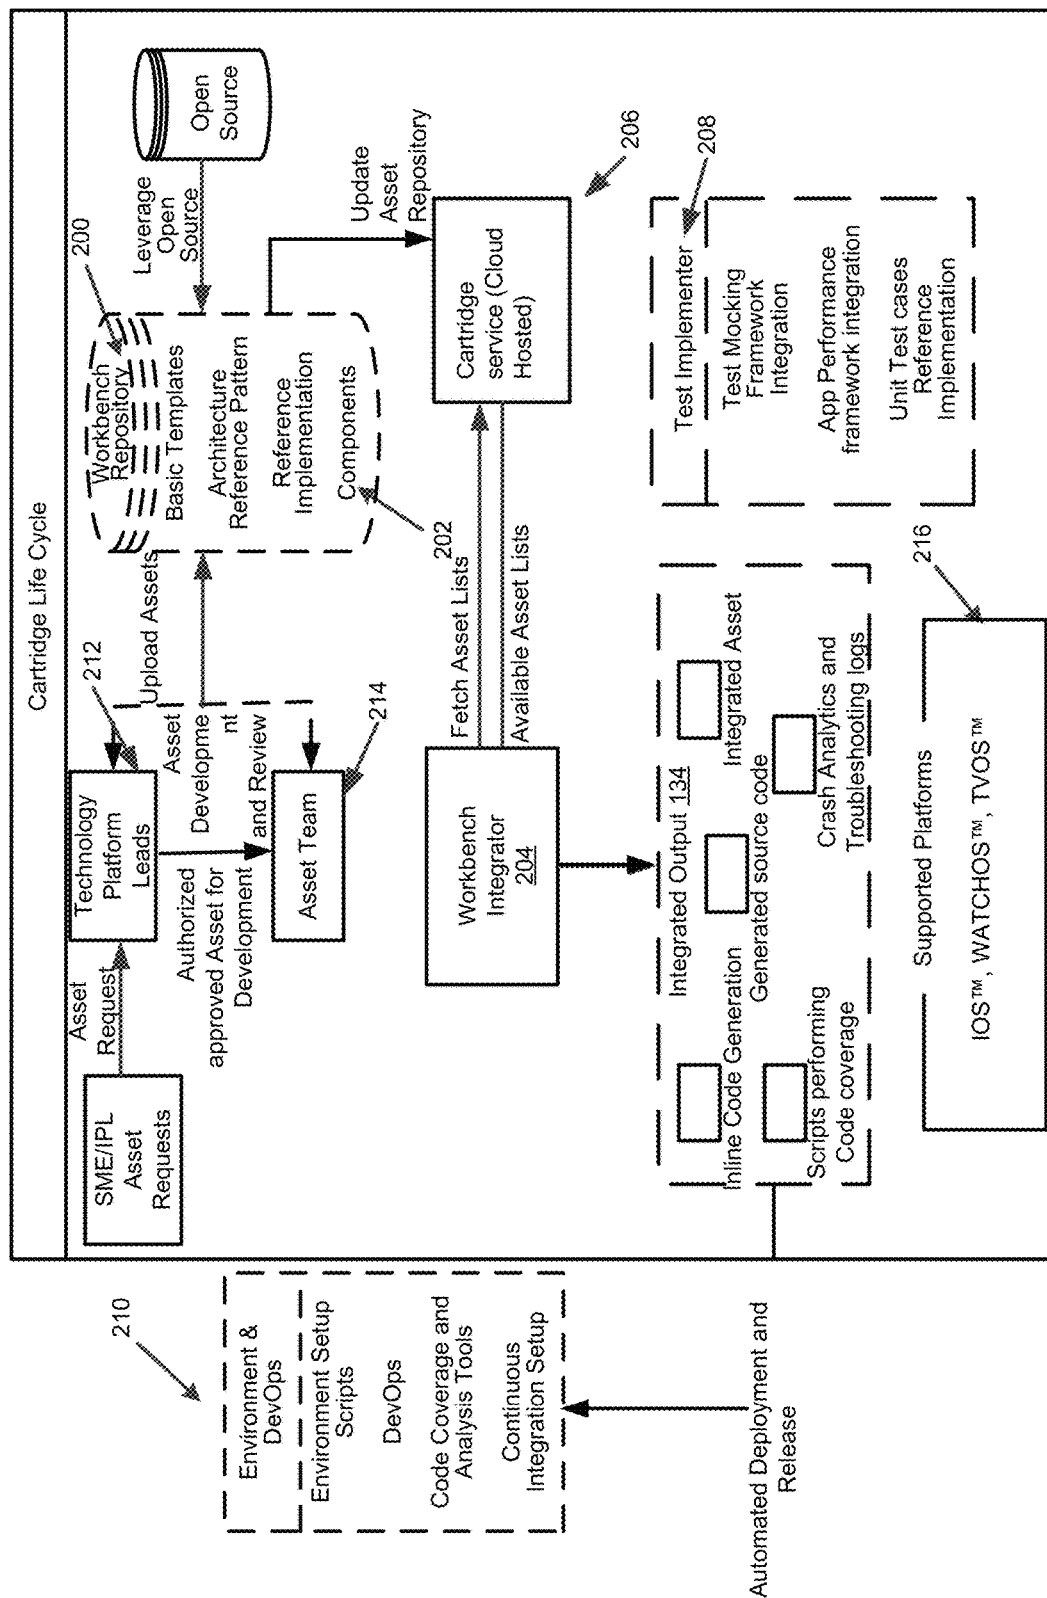 Cartridge Life Cycle
SME/IPL
Asset
Requests
Asset
Request
Technology
Platform
Leads
212
Authorized
approved Asset for
Development
Asset
Developme
nt
and Review
Asset Team
214
Upload Assets
Workbench
Repository
200
Basic Templates
Architecture
Reference Pattern
Reference
Implementation
Components
202
Leverage
Open
Source
Open
Source
Update
Asset
Repository
Cartridge
service (Cloud
Hosted)
206
Fetch Asset Lists
Available Asset Lists
Workbench
Integrator
204
Integrated Output 134
Inline Code Generation
Generated source code
Integrated Asset
Scripts performing
Code coverage
Crash Analytics and
Troubleshooting logs
Test Implementer
208
Test Mocking
Framework
Integration
App Performance
framework integration
Unit Test cases
Reference
Implementation
Supported Platforms
216
IOS™, WATCHOS™, TVOS™
210
Environment &
DevOps
Environment Setup
Scripts
DevOps
Code Coverage and
Analysis Tools
Continuous
Integration Setup
Automated Deployment and
Release